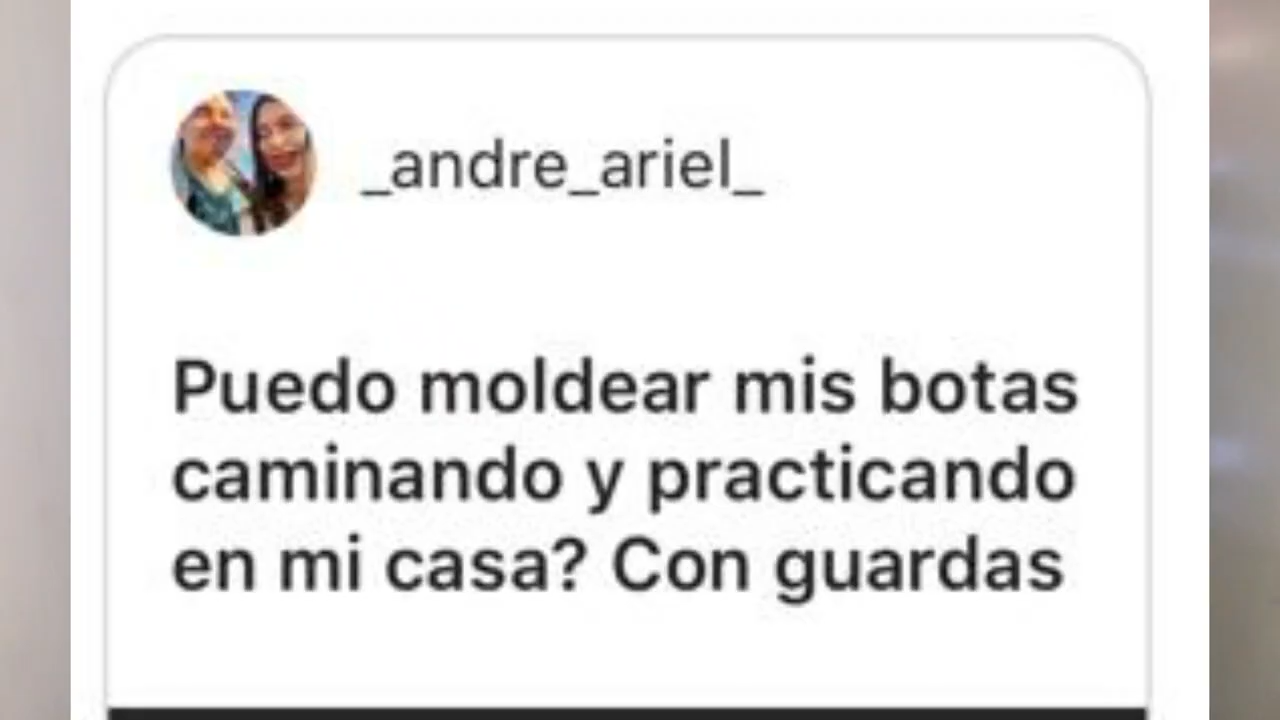 _andre_ariel_
Puedo moldear mis botas
caminando y practicando
en mi casa? Con guardas